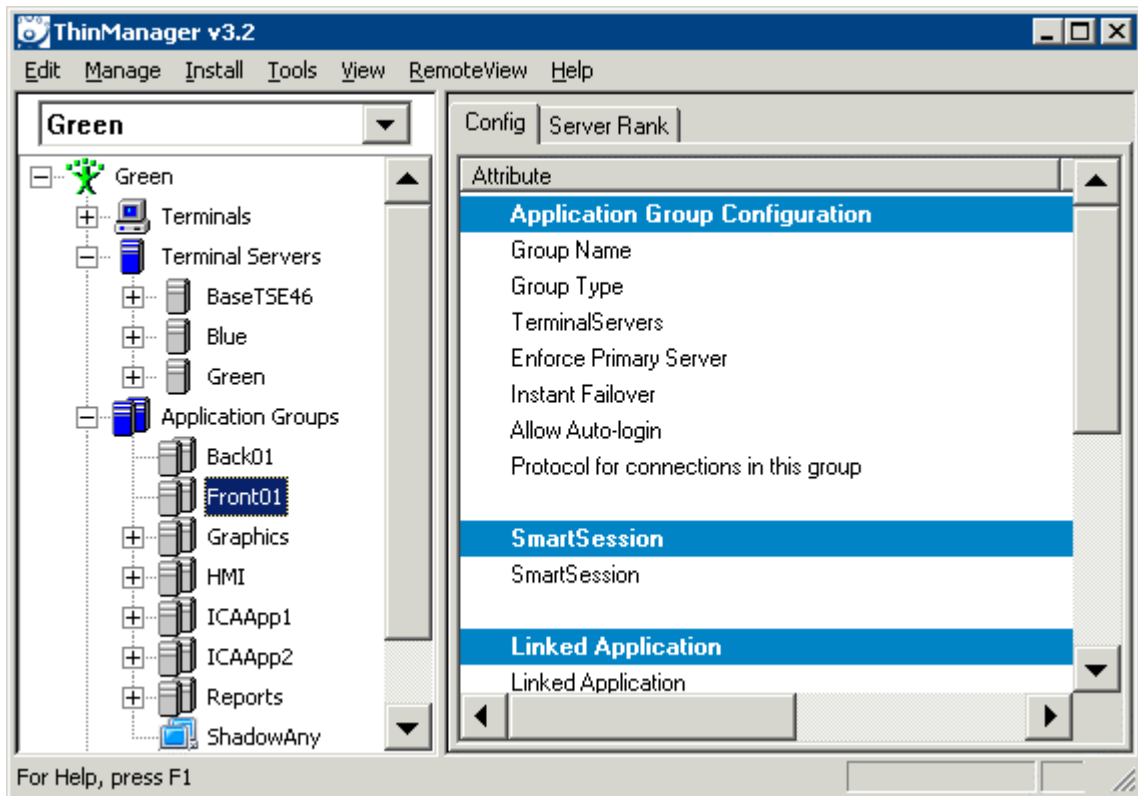 ThinManager v3.2
Edit Manage Install Tools View RemoteView Help
Green
Green
Terminals
Terminal Servers
BaseTSE46
Blue
Green
Application Groups
Back01
Front01
Graphics
HMI
ICAApp1
ICAApp2
Reports
ShadowAny
Config Server Rank
Attribute
Application Group Configuration
Group Name
Group Type
TerminalServers
Enforce Primary Server
Instant Failover
Allow Auto-login
Protocol for connections in this group
SmartSession
SmartSession
Linked Application
Linked Application
For Help, press F1